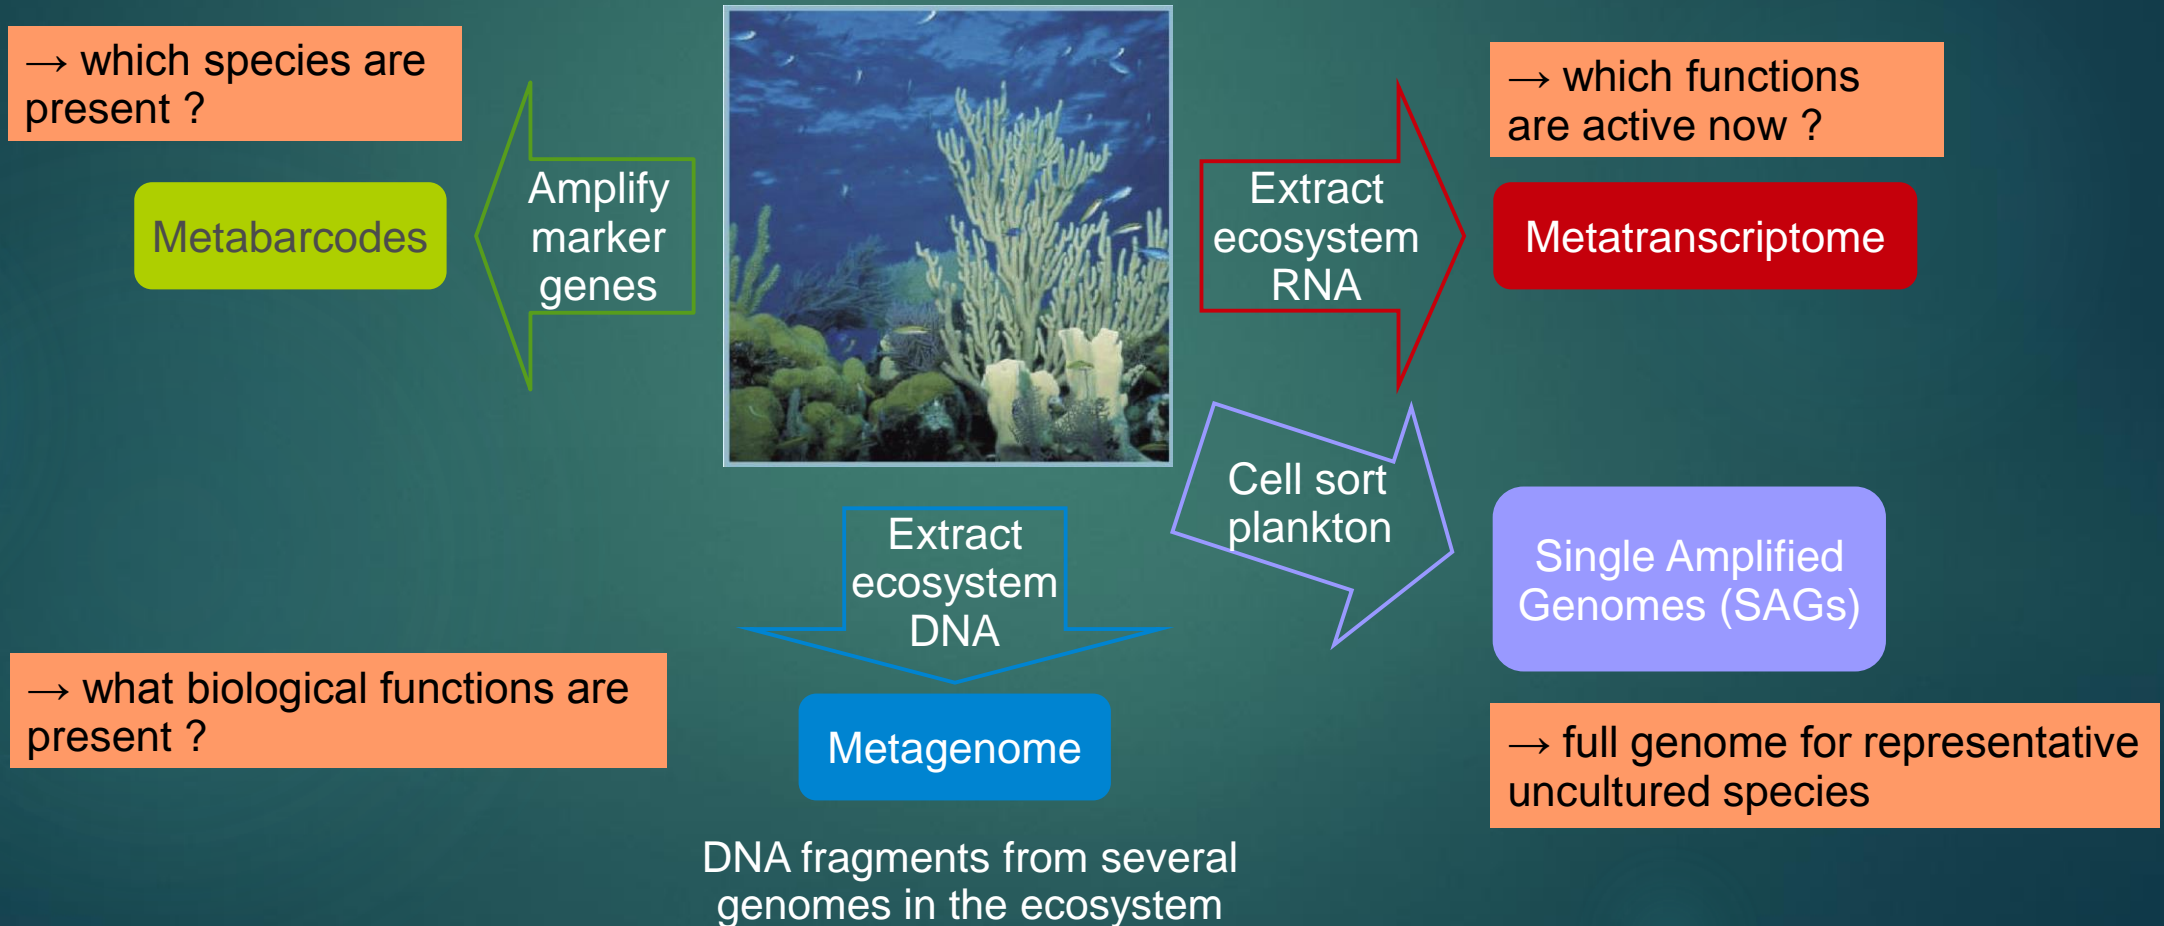 → which species are
present ?
Metabarcodes
Amplify
marker
genes
Extract
ecosystem
RNA
→ which functions
are active now ?
Metatranscriptome
Cell sort
plankton
Single Amplified
Genomes (SAGs)
→ full genome for representative
uncultured species
Extract
ecosystem
DNA
→ what biological functions are
present ?
Metagenome
DNA fragments from several
genomes in the ecosystem